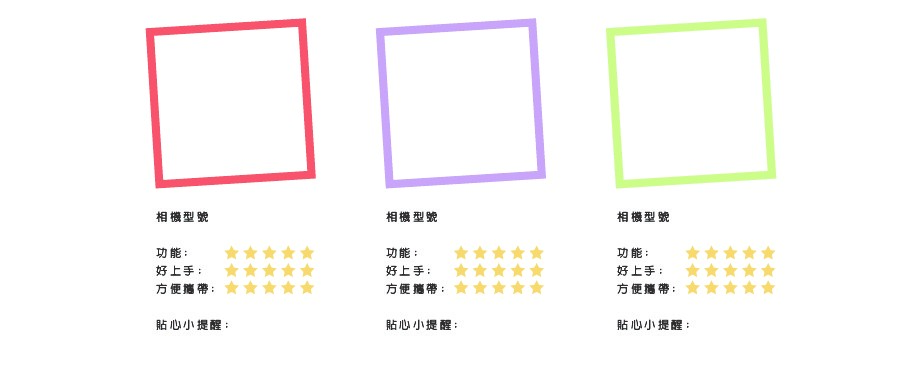 相機型號
功能：
好上手：
方便攜帶：
貼心小提醒：
相機型號
功能：
好上手：
方便攜帶：
貼心小提醒：
相機型號
功能：
好上手：
方便攜帶：
貼心小提醒：